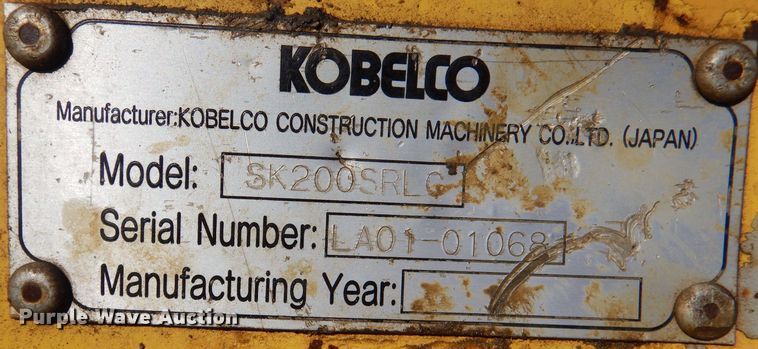 KOBELCO
Manufacturer:KOBELCO CONSTRUCTION MACHINERY CO.,LTD. (JAPAN)
Model: SK200SRLC
Serial Number: LA01-01068
Manufacturing Year:
Purple Wave Auction